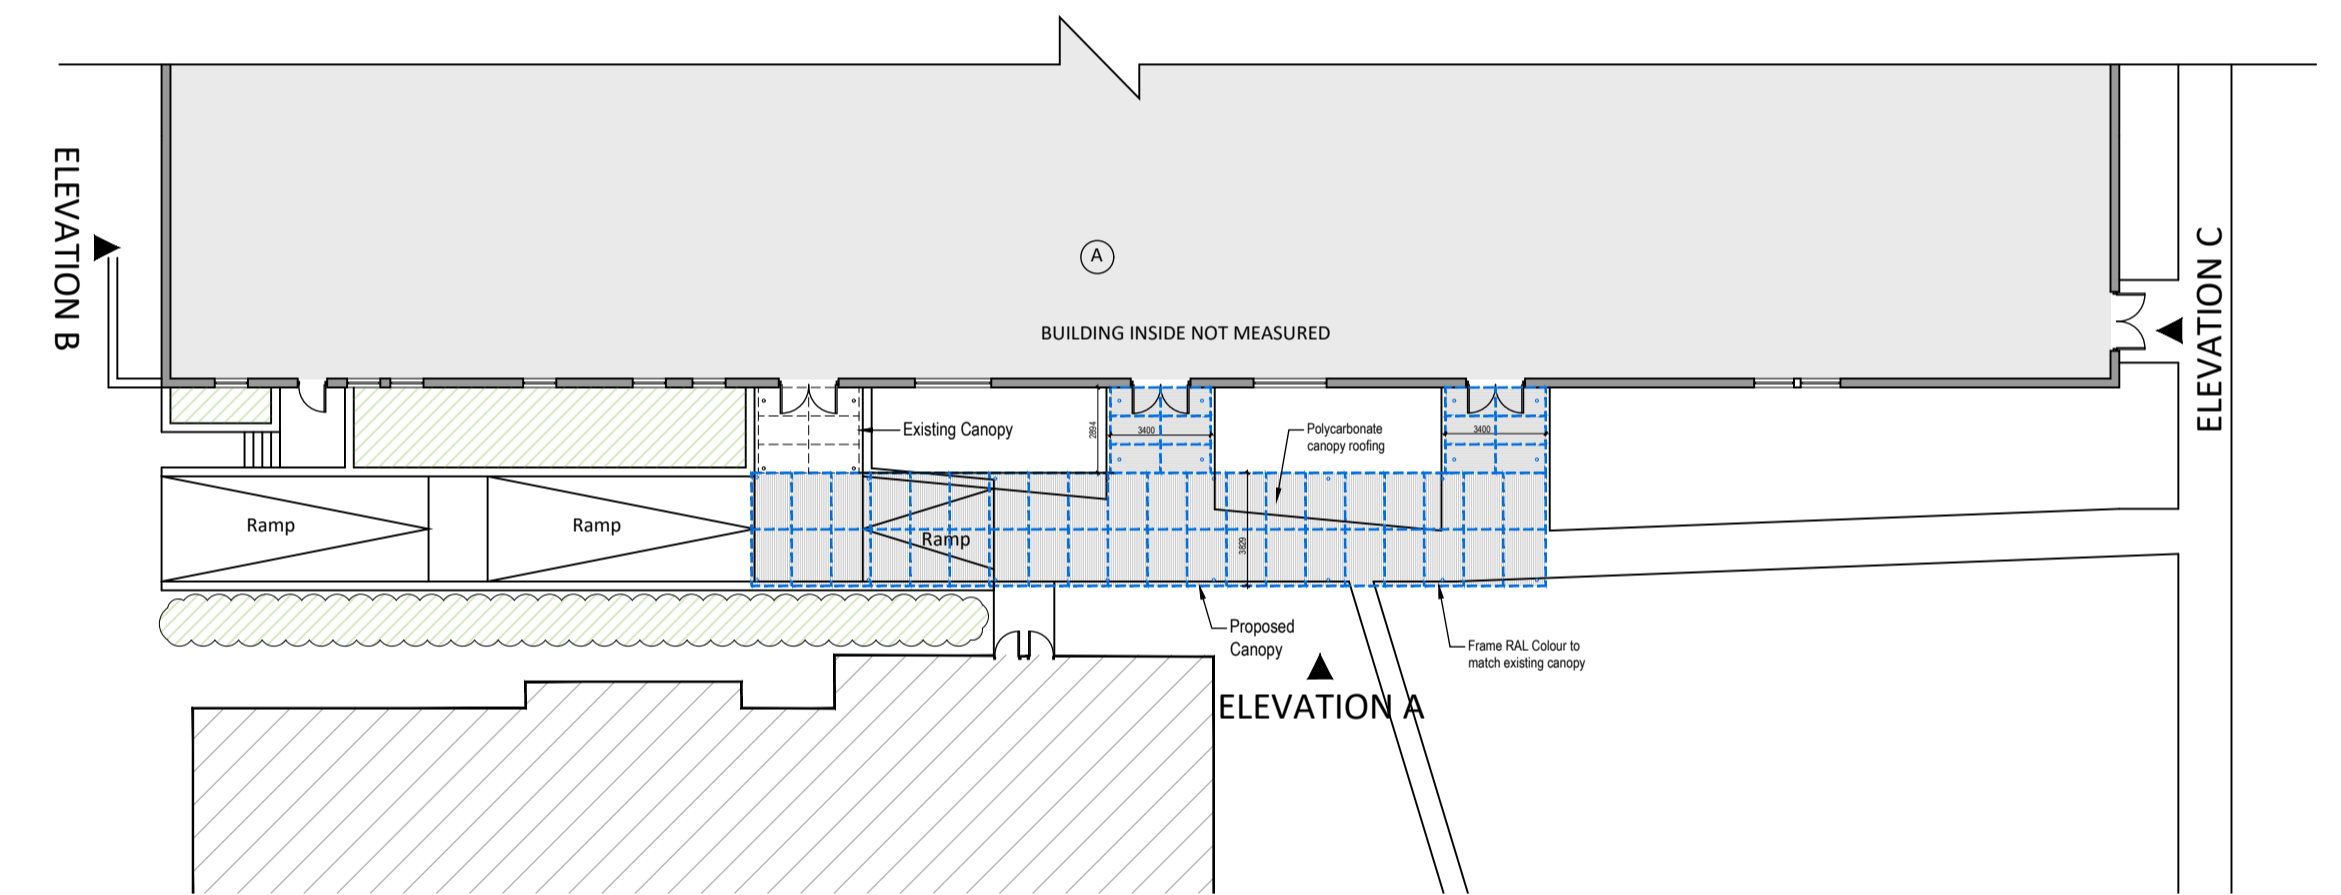 ELEVATION B
ELEVATION C
A
BUILDING INSIDE NOT MEASURED
Existing Canopy
2894
3400
Polycarbonate
canopy roofing
3400
Ramp
Ramp
Ramp
3829
Proposed
Canopy
Frame RAL Colour to
match existing canopy
ELEVATION A